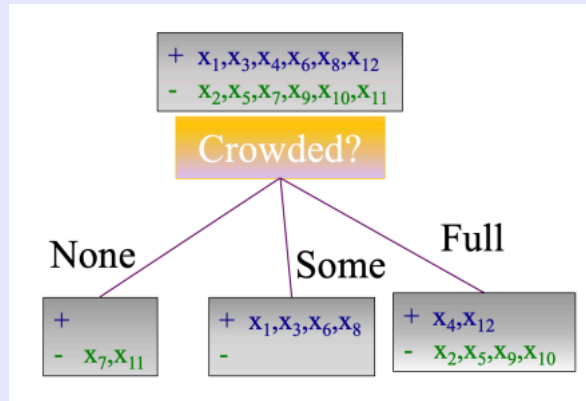 + x₁,x₃,x₄,x₆,x₈,x₁₂
- x₂,x₅,x₇,x₉,x₁₀,x₁₁
Crowded?
None
Some
Full
+
- x₇,x₁₁
+ x₁,x₃,x₆,x₈
-
+ x₄,x₁₂
- x₂,x₅,x₉,x₁₀